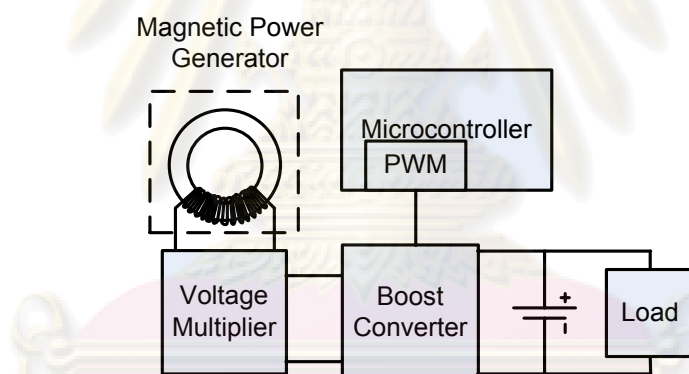 Magnetic Power
Generator
Microcontroller
PWM
Voltage
Multiplier
Boost
Converter
+
-
Load